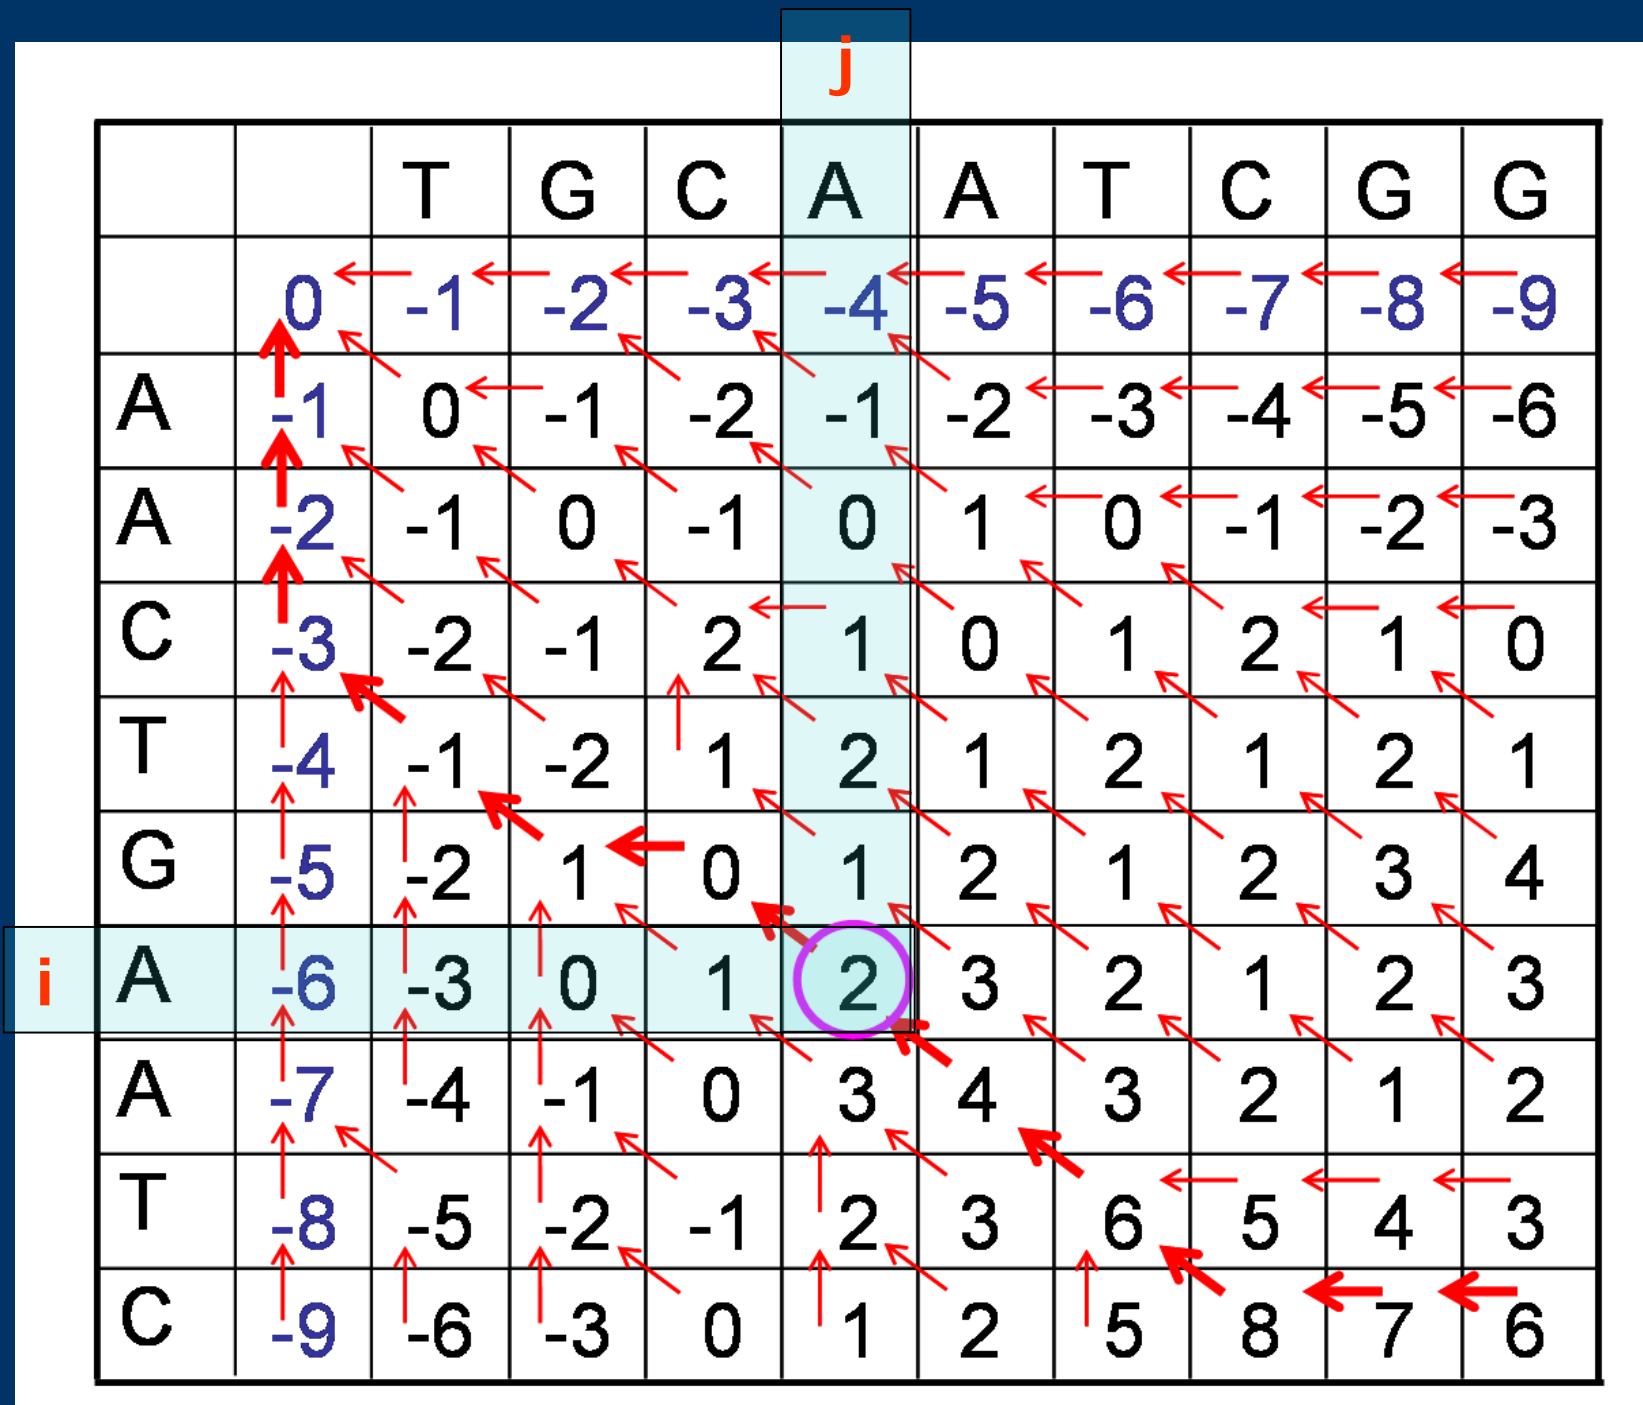 j
T G C A A T C G G
0 -1 -2 -3 -4 -5 -6 -7 -8 -9
A -1 0 -1 -2 -1 -2 -3 -4 -5 -6
A -2 -1 0 -1 0 1 0 -1 -2 -3
C -3 -2 -1 2 1 0 1 2 1 0
T -4 -1 -2 1 2 1 2 1 2 1
G -5 -2 1 0 1 2 1 2 3 4
i A -6 -3 0 1 2 3 2 1 2 3
A -7 -4 -1 0 3 4 3 2 1 2
T -8 -5 -2 -1 2 3 6 5 4 3
C -9 -6 -3 0 1 2 5 8 7 6